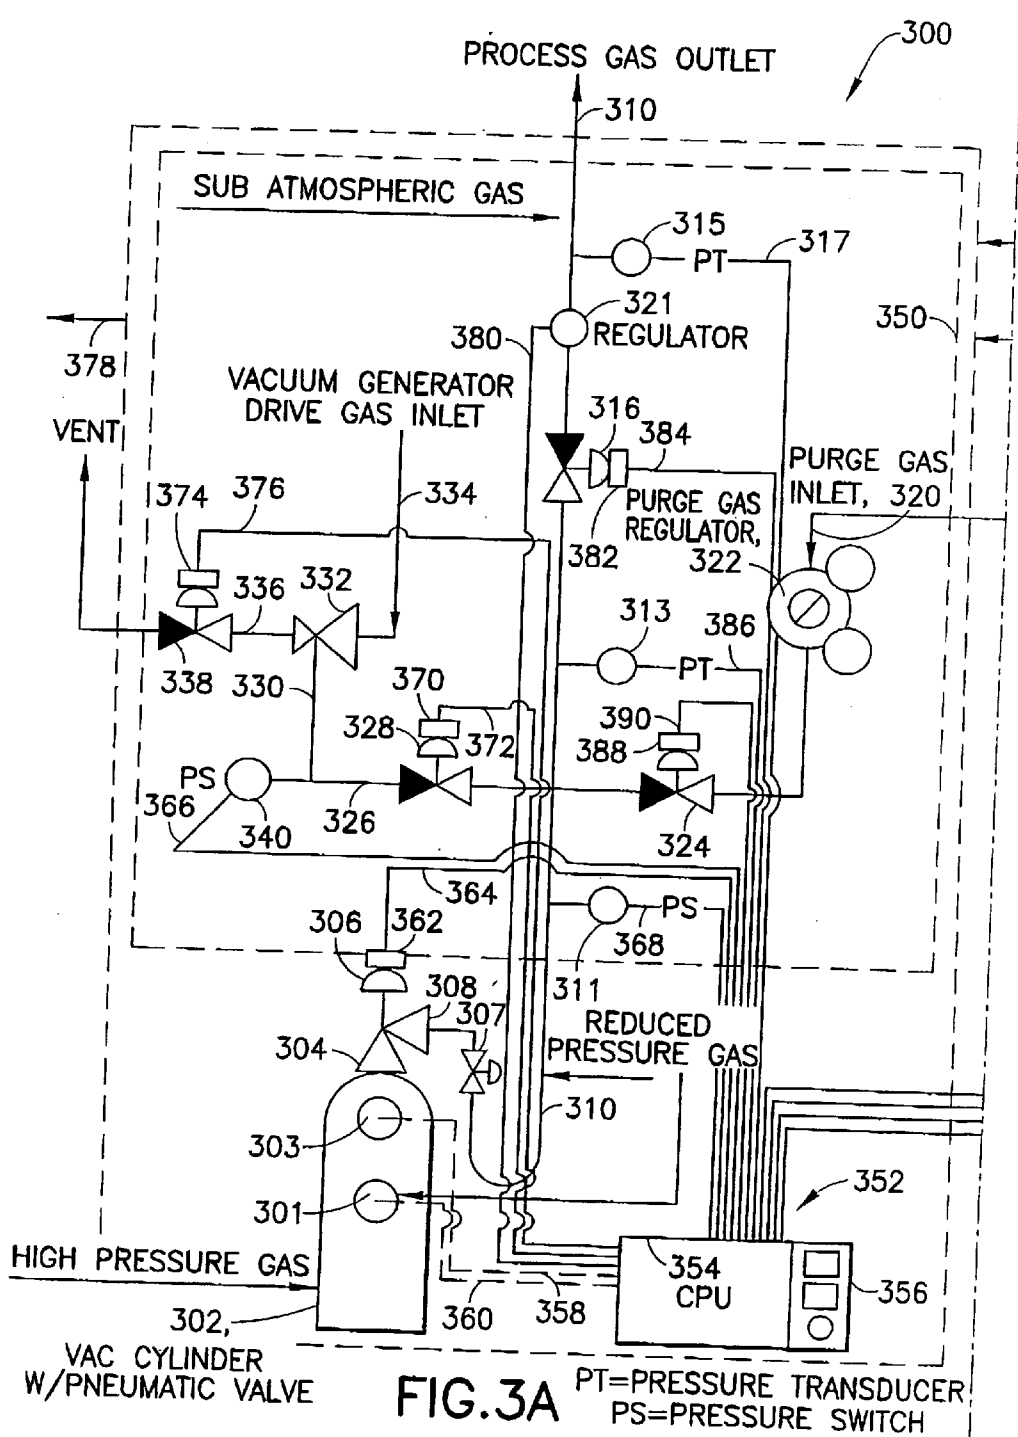 300
PROCESS GAS OUTLET
310
SUB ATMOSPHERIC GAS
315
PT
317
321
REGULATOR
380
350
378
VACUUM GENERATOR
DRIVE GAS INLET
VENT
316
384
374
376
334
PURGE GAS
REGULATOR,
382
PURGE GAS
INLET,
320
322
336
332
313
PT
386
338
330
370
328
372
390
388
PS
366
340
326
324
364
306
362
PS
368
311
308
307
304
REDUCED
PRESSURE GAS
310
303
301
352
HIGH PRESSURE GAS
354
CPU
356
302,
360
358
VAC CYLINDER
W/PNEUMATIC VALVE
FIG.3A
PT=PRESSURE TRANSDUCER
PS=PRESSURE SWITCH